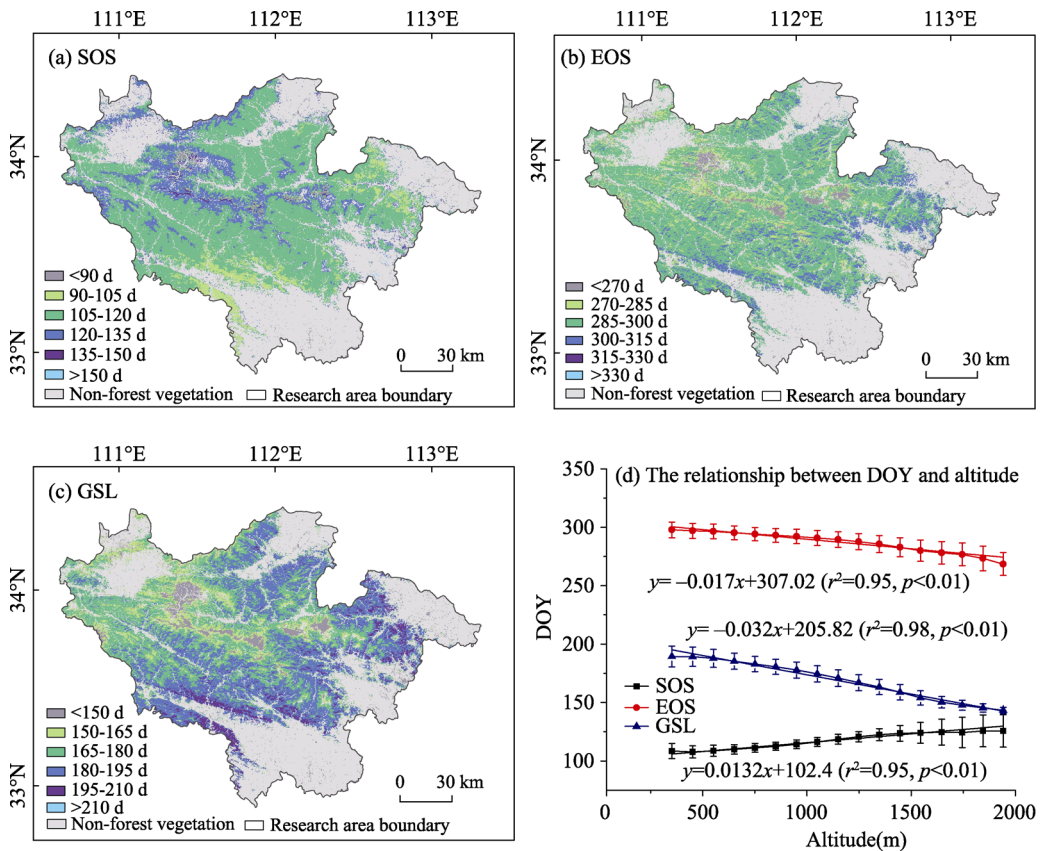 111°E 112°E 113°E
(a) SOS
34°N
33°N
<90 d
90-105 d
105-120 d
120-135 d
135-150 d
>150 d
Non-forest vegetation Research area boundary
0 30 km
111°E 112°E 113°E
(b) EOS
34°N
33°N
<270 d
270-285 d
285-300 d
300-315 d
315-330 d
>330 d
Non-forest vegetation Research area boundary
0 30 km
111°E 112°E 113°E
(c) GSL
34°N
33°N
<150 d
150-165 d
165-180 d
180-195 d
195-210 d
>210 d
Non-forest vegetation Research area boundary
0 30 km
(d) The relationship between DOY and altitude
350
300
250
200
150
100
DOY
y= −0.017x+307.02 (r²=0.95, p<0.01)
y= −0.032x+205.82 (r²=0.98, p<0.01)
SOS
EOS
GSL
y=0.0132x+102.4 (r²=0.95, p<0.01)
0 500 1000 1500 2000
Altitude(m)